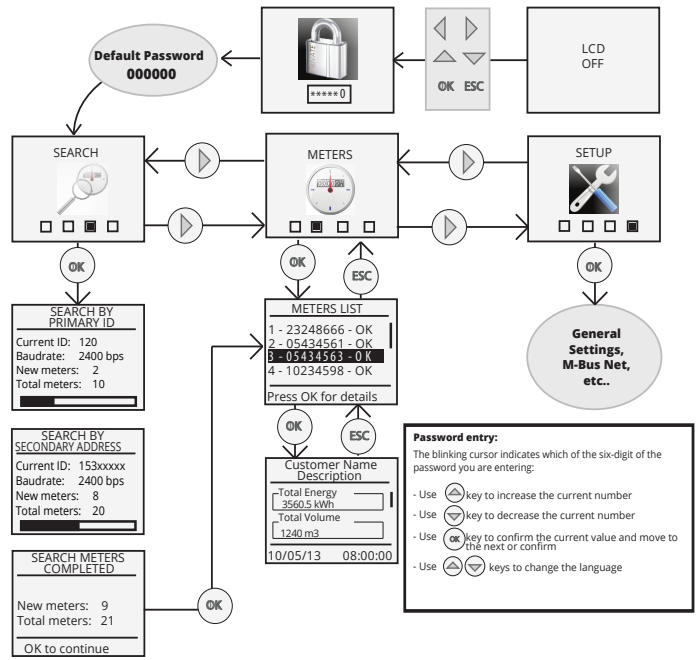 Default Password
000000
*****0
OK ESC
LCD
OFF
SEARCH
METERS
SETUP
OK
OK
ESC
OK
SEARCH BY
PRIMARY ID
Current ID: 120
Baudrate: 2400 bps
New meters: 2
Total meters: 10
METERS LIST
1 - 23248666 - OK
2 - 05434561 - OK
3 - 05434563 - OK
4 - 10234598 - OK
Press OK for details
General
Settings,
M-Bus Net,
etc..
OK
ESC
SEARCH BY
SECONDARY ADDRESS
Current ID: 153xxxxx
Baudrate: 2400 bps
New meters: 8
Total meters: 20
Customer Name
Description
Total Energy
3560.5 kWh
Total Volume
1240 m3
10/05/13 08:00:00
SEARCH METERS
COMPLETED
New meters: 9
Total meters: 21
OK to continue
OK
Password entry:
The blinking cursor indicates which of the six-digit of the
password you are entering:
- Use key to increase the current number
- Use key to decrease the current number
- Use OK key to confirm the current value and move to
the next or confirm
- Use keys to change the language